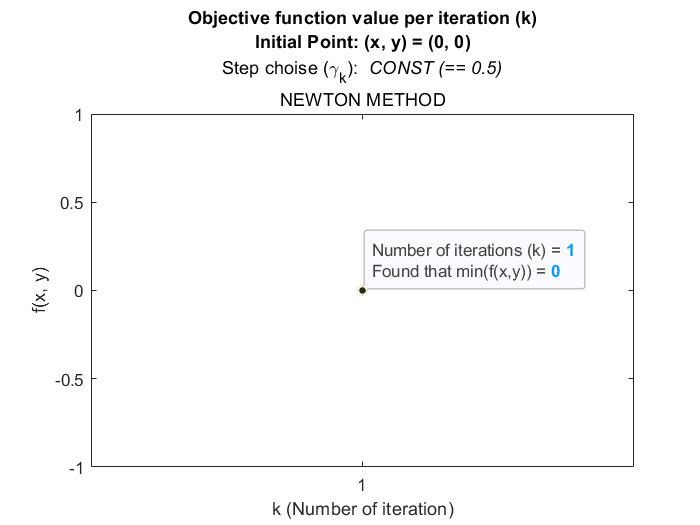 Objective function value per iteration (k)
Initial Point: (x, y) = (0, 0)
Step choise (γk): CONST (== 0.5)
NEWTON METHOD
1
0.5
0
-0.5
-1
f(x, y)
Number of iterations (k) = 1
Found that min(f(x,y)) = 0
1
k (Number of iteration)